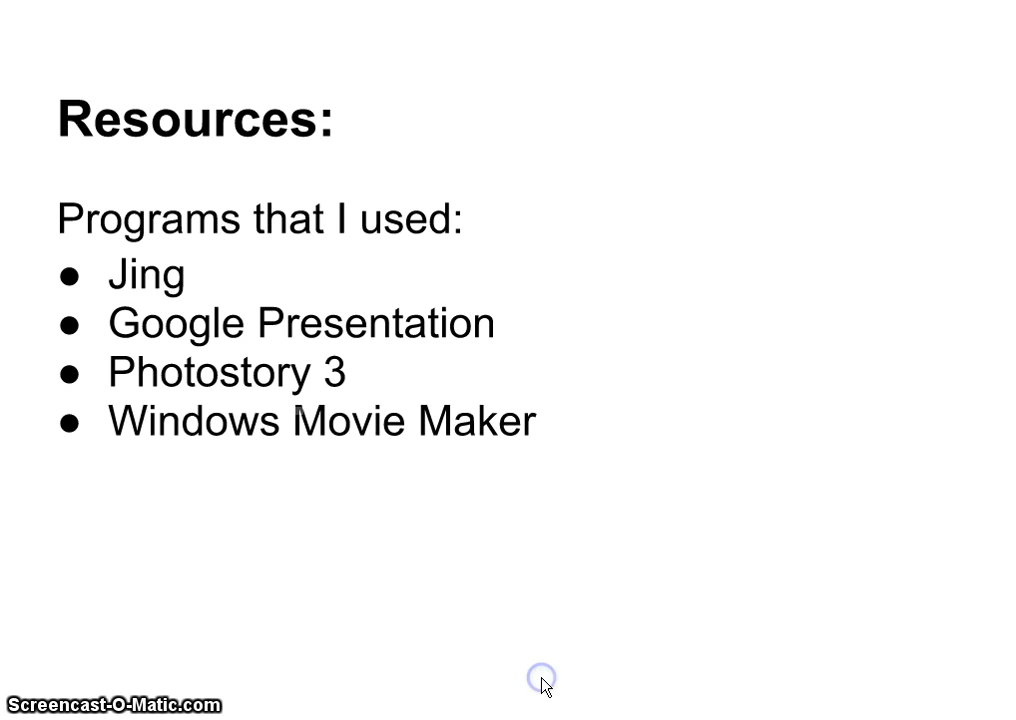 Resources:
Programs that I used:
● Jing
● Google Presentation
● Photostory 3
● Windows Movie Maker
Screencast-O-Matic.com